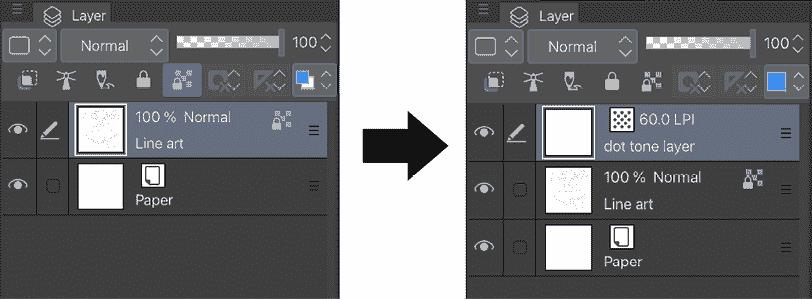 Layer
Normal
100
100 % Normal
Line art
Paper
Layer
Normal
100
60.0 LPI
dot tone layer
100 % Normal
Line art
Paper